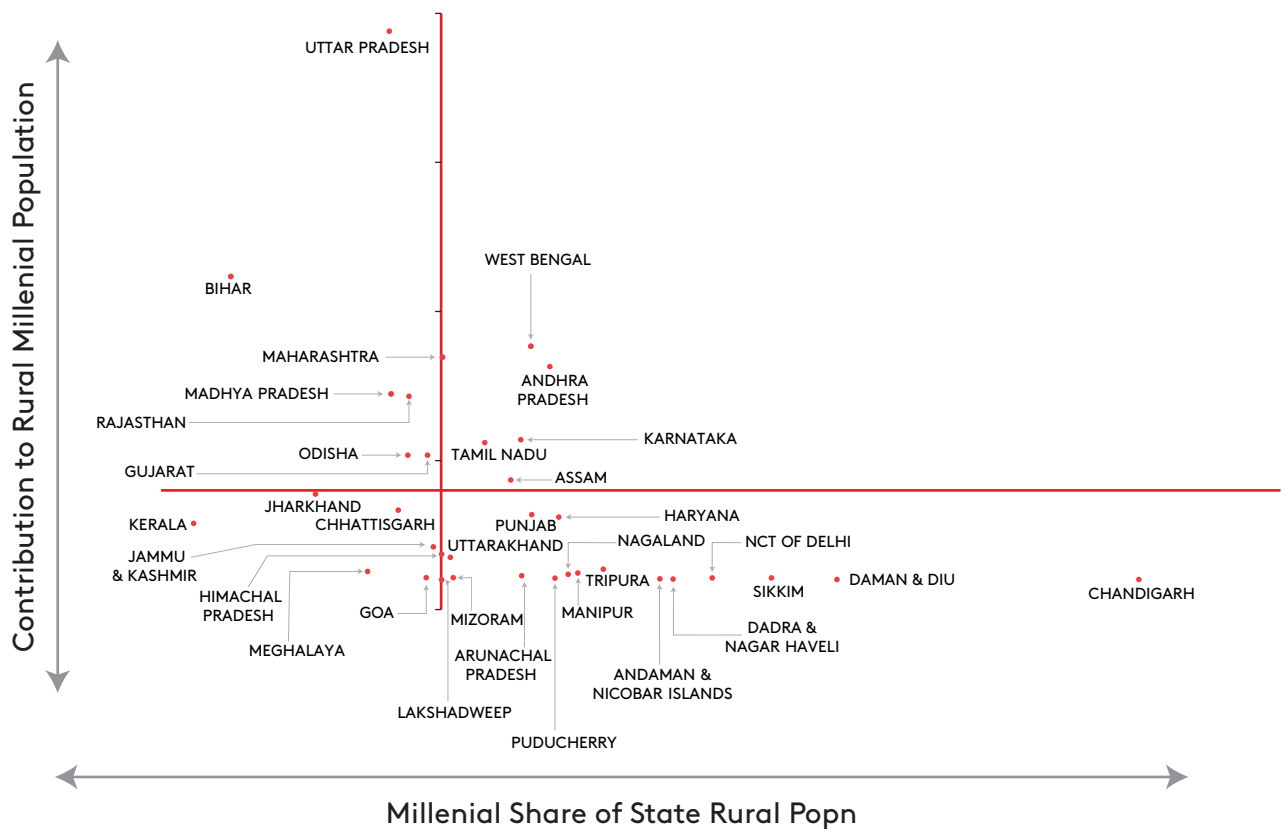 Contribution to Rural Millenial Population
UTTAR PRADESH
WEST BENGAL
BIHAR
MAHARASHTRA
ANDHRA
PRADESH
MADHYA PRADESH
RAJASTHAN
KARNATAKA
ODISHA
TAMIL NADU
GUJARAT
ASSAM
JHARKHAND
KERALA
CHHATTISGARH
PUNJAB
HARYANA
JAMMU
& KASHMIR
UTTARAKHAND
NAGALAND
NCT OF DELHI
HIMACHAL
PRADESH
TRIPURA
SIKKIM
DAMAN & DIU
CHANDIGARH
GOA
MIZORAM
MANIPUR
MEGHALAYA
DADRA &
NAGAR HAVELI
ARUNACHAL
PRADESH
ANDAMAN &
NICOBAR ISLANDS
LAKSHADWEEP
PUDUCHERRY
Millenial Share of State Rural Popn